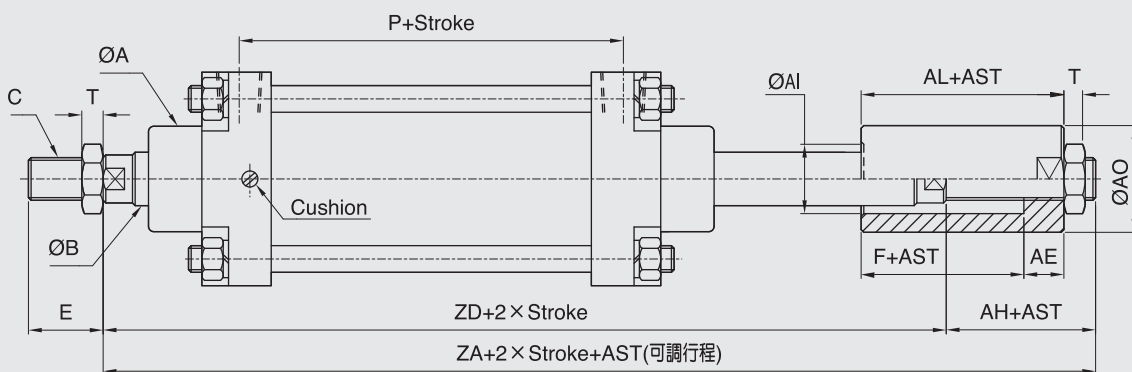 P+Stroke
ØA
C
T
ØAI
AL+AST
T
ØAO
Cushion
ØB
F+AST
AE
E
ZD+2×Stroke
AH+AST
ZA+2×Stroke+AST(可調行程)